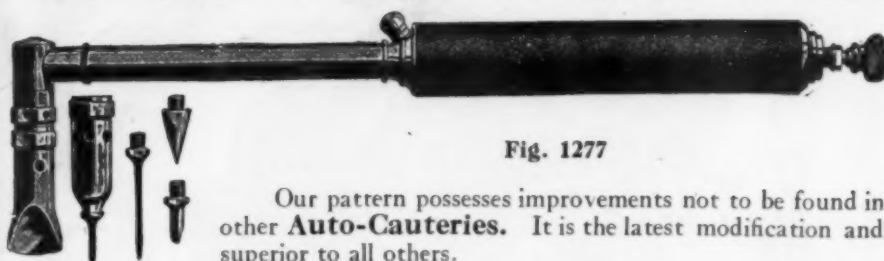 Fig. 1277
Our pattern possesses improvements not to be found in
other Auto-Cauteries. It is the latest modification and
superior to all others.